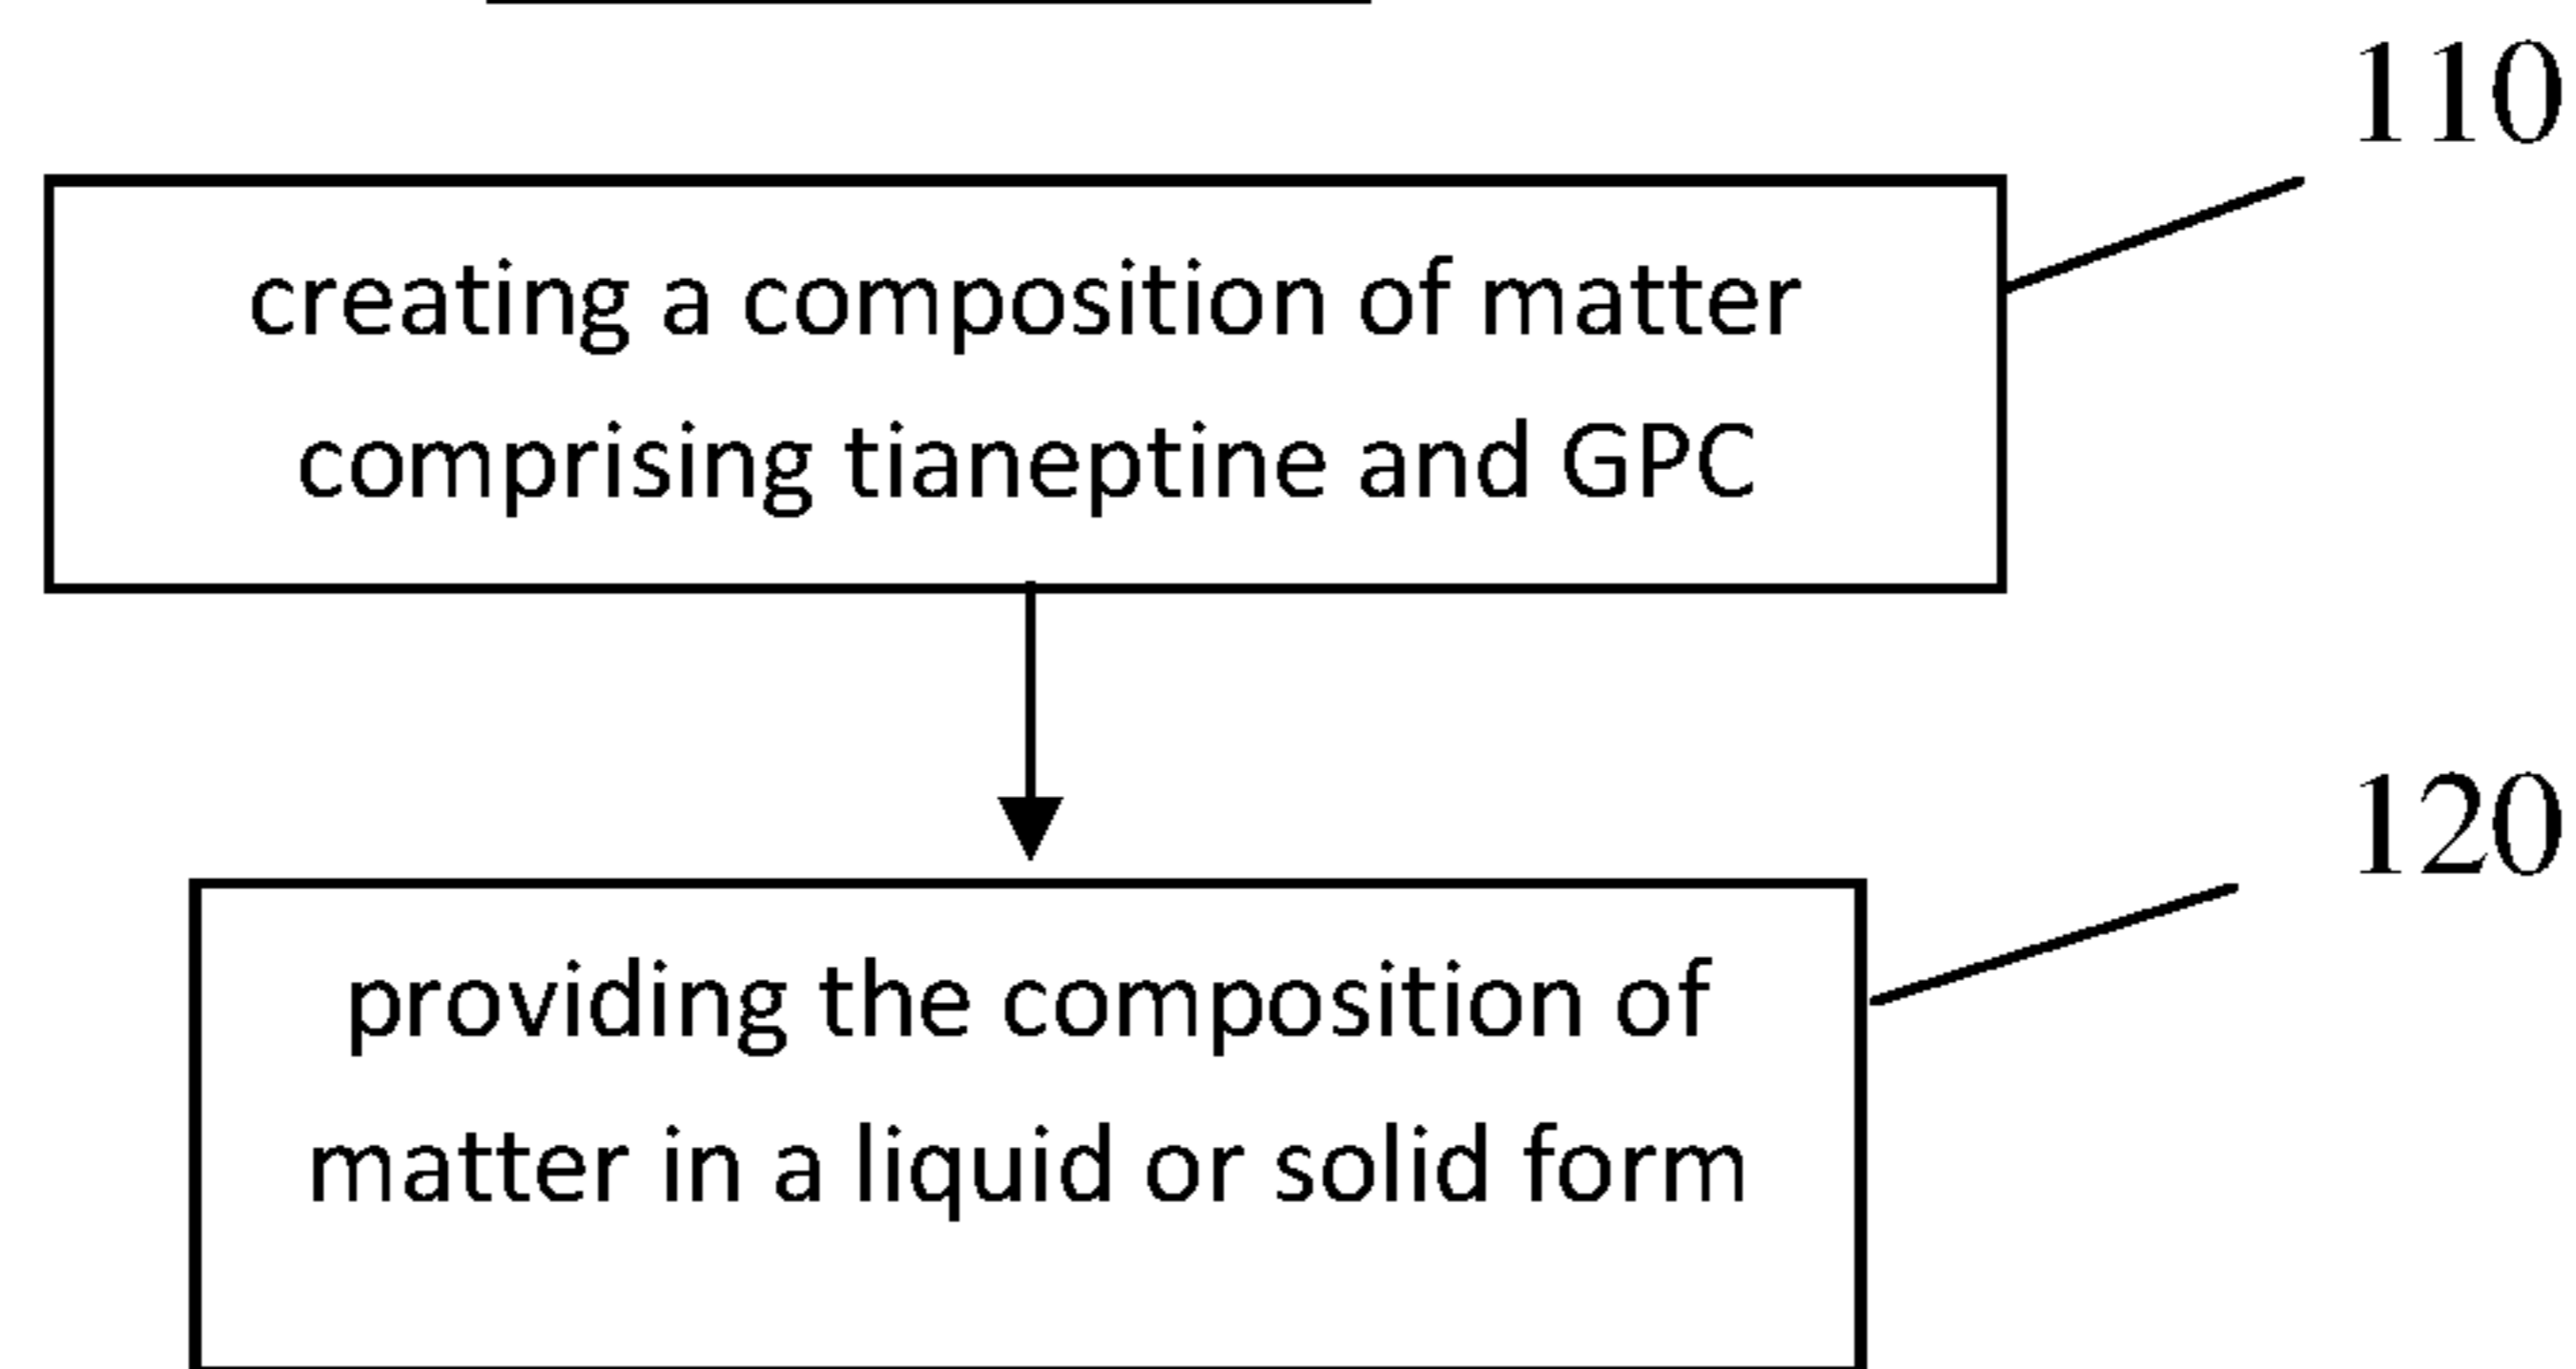 110
creating a composition of matter
comprising tianeptine and GPC
120
providing the composition of
matter in a liquid or solid form